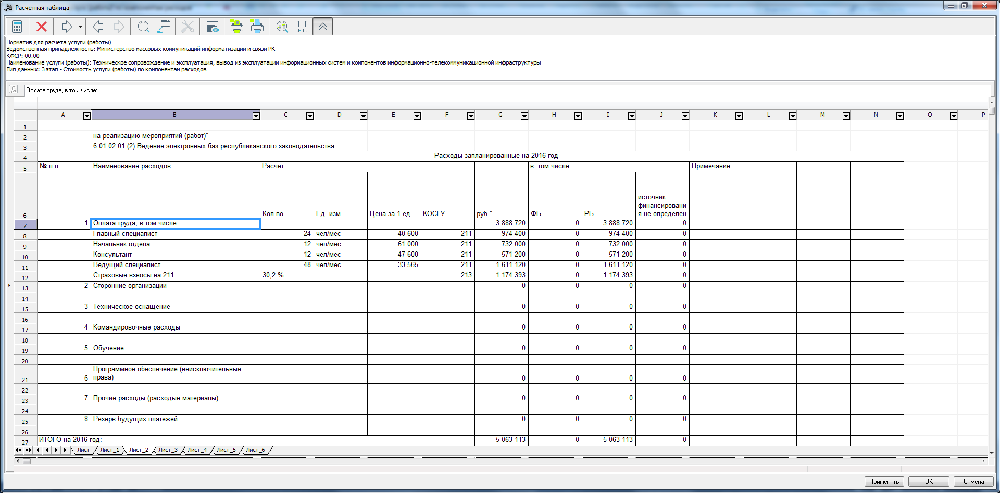 Расчетная таблица
Норматив для расчета услуги (работы)
Ведомственная принадлежность: Министерство массовых коммуникаций информатизации и связи РК
КФСР: 00.00
Наименование услуги (работы): Техническое сопровождение и эксплуатация, вывод из эксплуатации информационных систем и компонентов информационно-телекоммуникационной инфраструктуры
Тип данных: 3 этап - Стоимость услуги (работы) по компонентам расходов
fx Оплата труда, в том числе:
A B C D E F G H I J K L M N O P
1
2 на реализацию мероприятий (работ)"
3 6.01.02.01 (2) Ведение электронных баз республиканского законодательства
4 Расходы запланированные на 2016 год
5 № п.п. Наименование расходов Расчет в  том числе: Примечание
источник
финансировани
6 Кол-во Ед. изм. Цена за 1 ед. КОСГУ руб." ФБ РБ я не определен
7 1 Оплата труда, в том числе: 3 888 720 0 3 888 720 0
8 Главный специалист 24 чел/мес 40 600 211 974 400 0 974 400 0
9 Начальник отдела 12 чел/мес 61 000 211 732 000 0 732 000 0
10 Консультант 12 чел/мес 47 600 211 571 200 0 571 200 0
11 Ведущий специалист 48 чел/мес 33 565 211 1 611 120 0 1 611 120 0
12 Страховые взносы на 211 30,2 % 213 1 174 393 0 1 174 393 0
13 2 Сторонние организации 0 0 0 0
14
15 3 Техническое оснащение 0 0 0 0
16
17 4 Командировочные расходы 0 0 0 0
18
19 5 Обучение 0 0 0 0
20
Программное обеспечение (неисключительные
21 6 права) 0 0 0 0
22
23 7 Прочие расходы (расходые материалы) 0 0 0 0
24
25 8 Резерв будущих платежей 0 0 0 0
26
27 ИТОГО на 2016 год: 5 063 113 0 5 063 113 0
Лист Лист_1 Лист_2 Лист_3 Лист_4 Лист_5 Лист_6
Применить OK Отмена